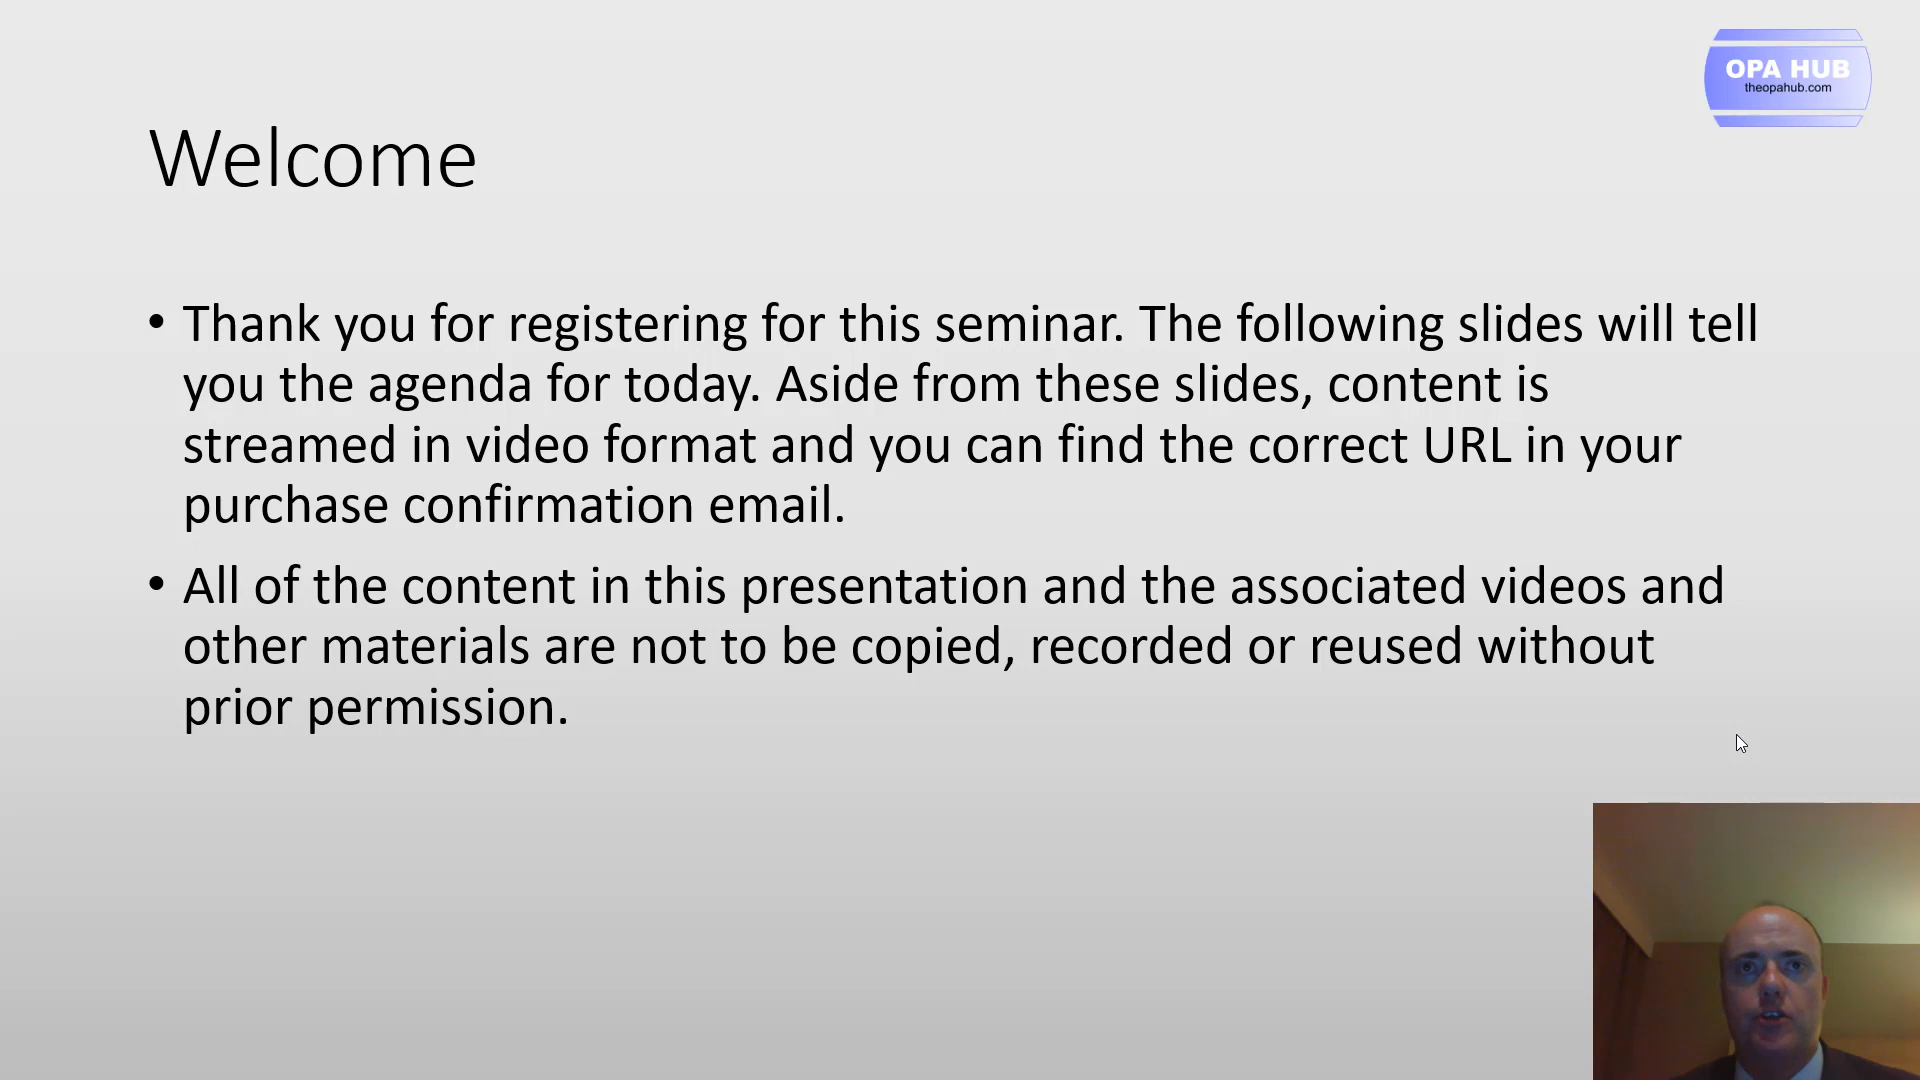 OPA HUB
theopahub.com
Welcome
• Thank you for registering for this seminar. The following slides will tell
you the agenda for today. Aside from these slides, content is
streamed in video format and you can find the correct URL in your
purchase confirmation email.
• All of the content in this presentation and the associated videos and
other materials are not to be copied, recorded or reused without
prior permission.